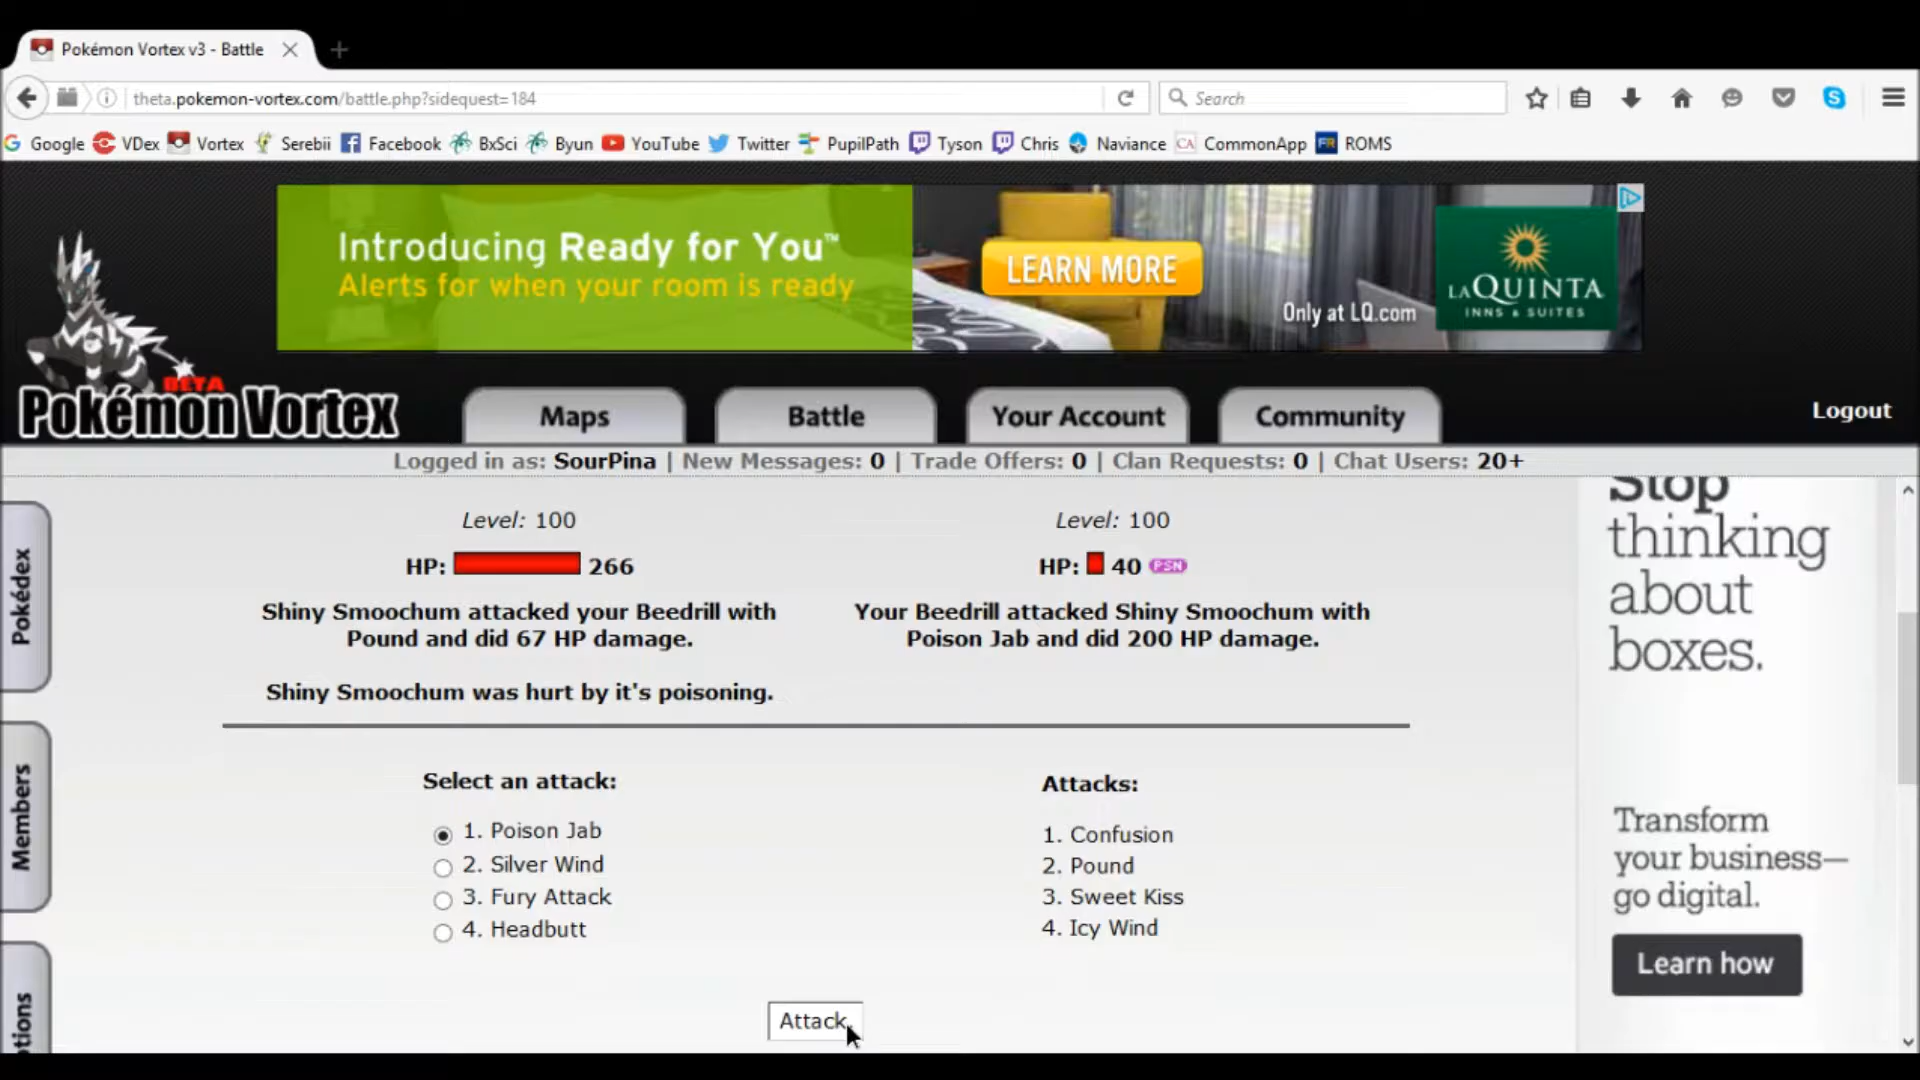 Pokémon Vortex v3 - Battle
theta.pokemon-vortex.com/battle.php?sidequest=184
Search
Google VDex Vortex Serebii Facebook BxSci Byun YouTube Twitter PupilPath Tyson Chris Naviance CA CommonApp FR ROMS
Introducing Ready for You™
Alerts for when your room is ready
LEARN MORE
Only at LQ.com
LAQUINTA
INNS & SUITES
BETA
Pokémon Vortex
Maps
Battle
Your Account
Community
Logout
Logged in as: SourPina | New Messages: 0 | Trade Offers: 0 | Clan Requests: 0 | Chat Users: 20+
Pokédex
Members
Level: 100
HP: 266
Shiny Smoochum attacked your Beedrill with
Pound and did 67 HP damage.
Shiny Smoochum was hurt by it's poisoning.
Level: 100
HP: 40 PSN
Your Beedrill attacked Shiny Smoochum with
Poison Jab and did 200 HP damage.
Select an attack:
1. Poison Jab
2. Silver Wind
3. Fury Attack
4. Headbutt
Attacks:
1. Confusion
2. Pound
3. Sweet Kiss
4. Icy Wind
Attack
Stop
thinking
about
boxes.
Transform
your business—
go digital.
Learn how